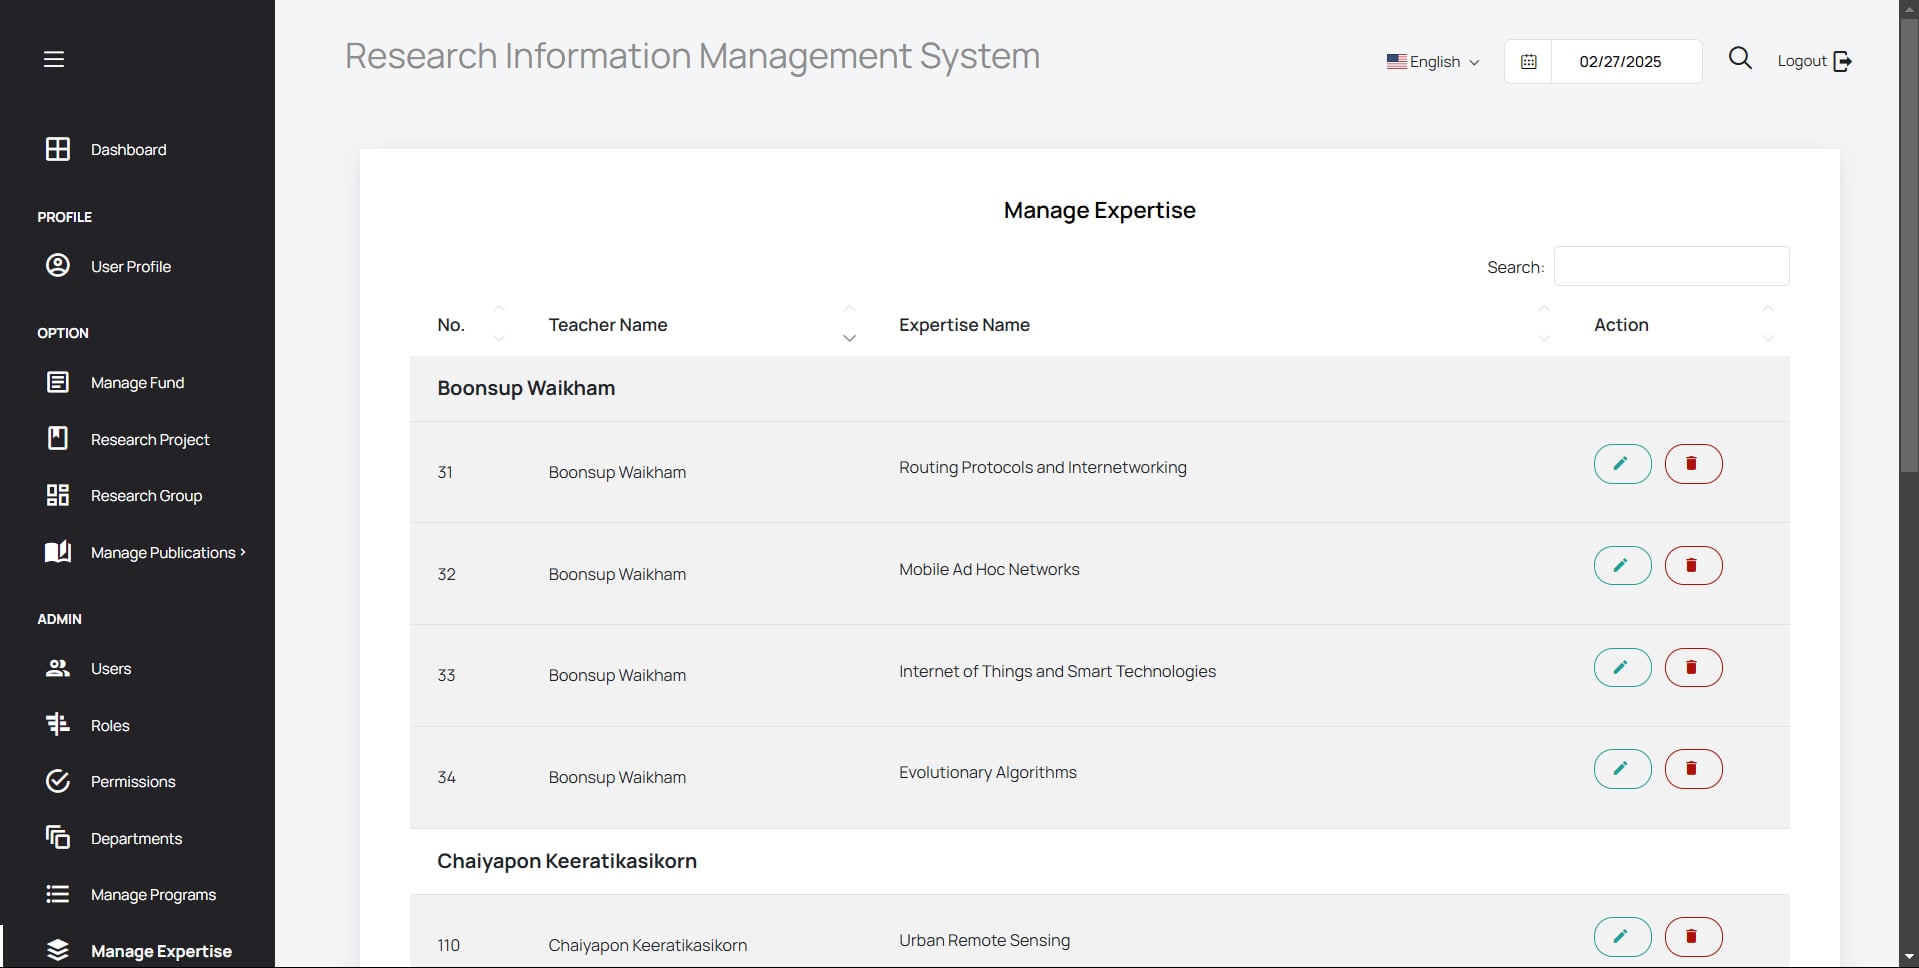 Research Information Management System
English
02/27/2025
Logout
Dashboard
PROFILE
User Profile
OPTION
Manage Fund
Research Project
Research Group
Manage Publications
ADMIN
Users
Roles
Permissions
Departments
Manage Programs
Manage Expertise
Manage Expertise
Search:
No. Teacher Name Expertise Name Action
Boonsup Waikham
31 Boonsup Waikham Routing Protocols and Internetworking
32 Boonsup Waikham Mobile Ad Hoc Networks
33 Boonsup Waikham Internet of Things and Smart Technologies
34 Boonsup Waikham Evolutionary Algorithms
Chaiyapon Keeratikasikorn
110 Chaiyapon Keeratikasikorn Urban Remote Sensing